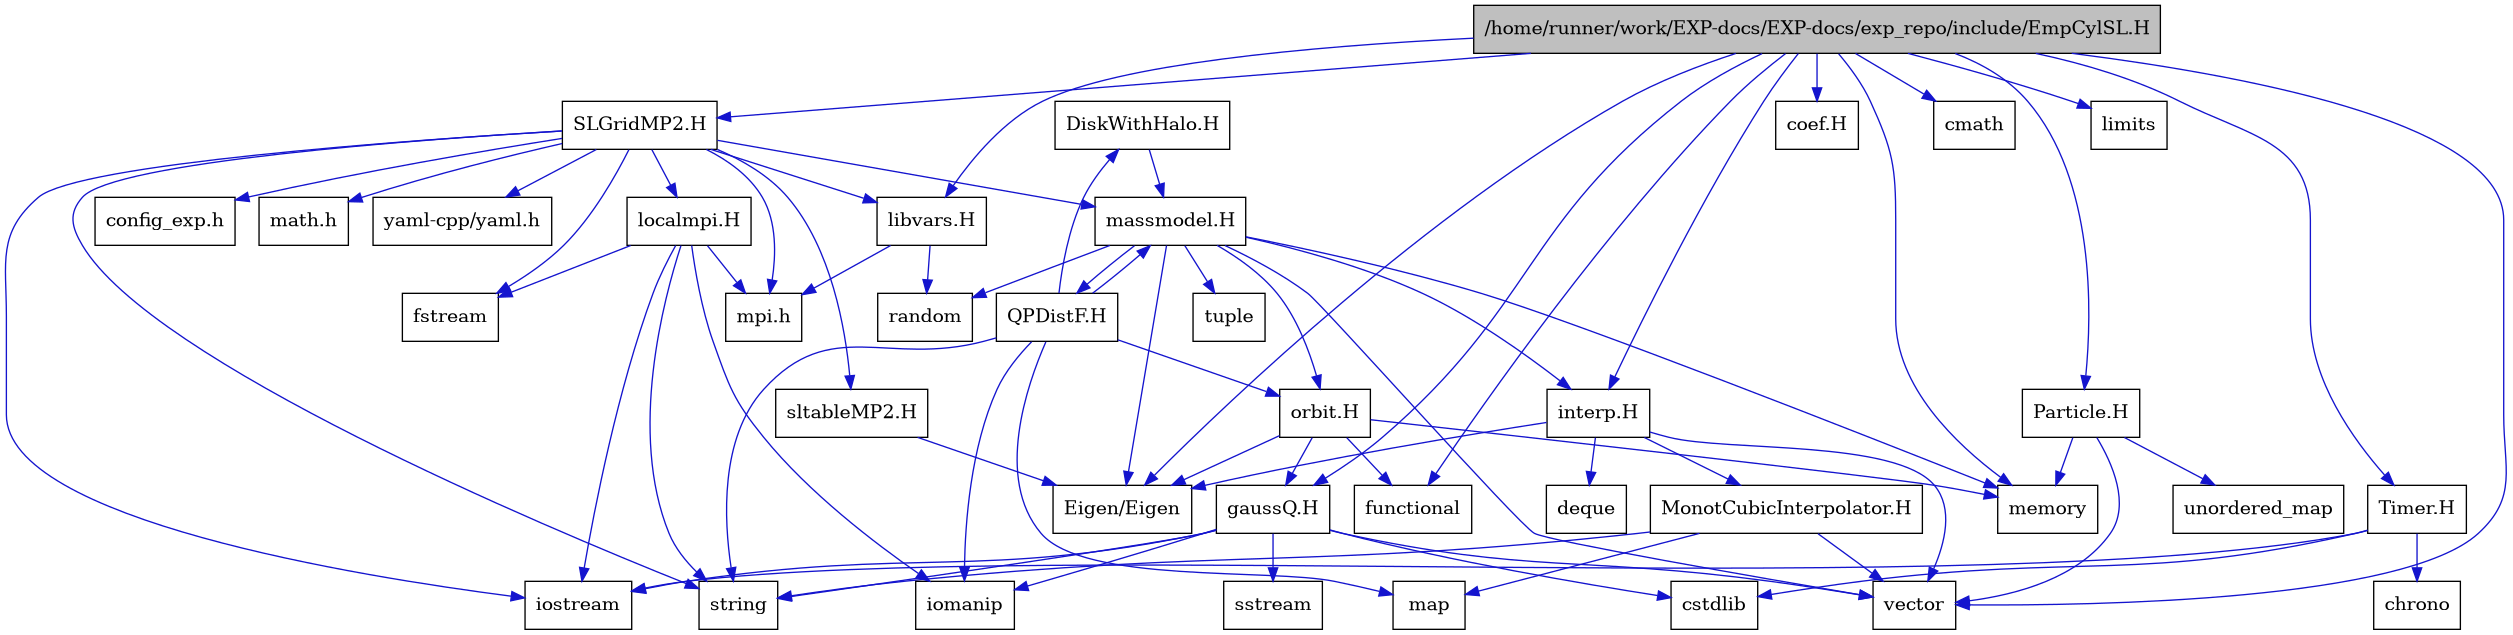 /home/runner/work/EXP-docs/EXP-docs/exp_repo/include/EmpCylSL.H
SLGridMP2.H
DiskWithHalo.H
coef.H
cmath
limits
config_exp.h
math.h
yaml-cpp/yaml.h
localmpi.H
libvars.H
massmodel.H
fstream
mpi.h
random
QPDistF.H
tuple
sltableMP2.H
orbit.H
interp.H
Particle.H
Eigen/Eigen
gaussQ.H
functional
deque
MonotCubicInterpolator.H
memory
unordered_map
Timer.H
iostream
string
iomanip
sstream
map
cstdlib
vector
chrono